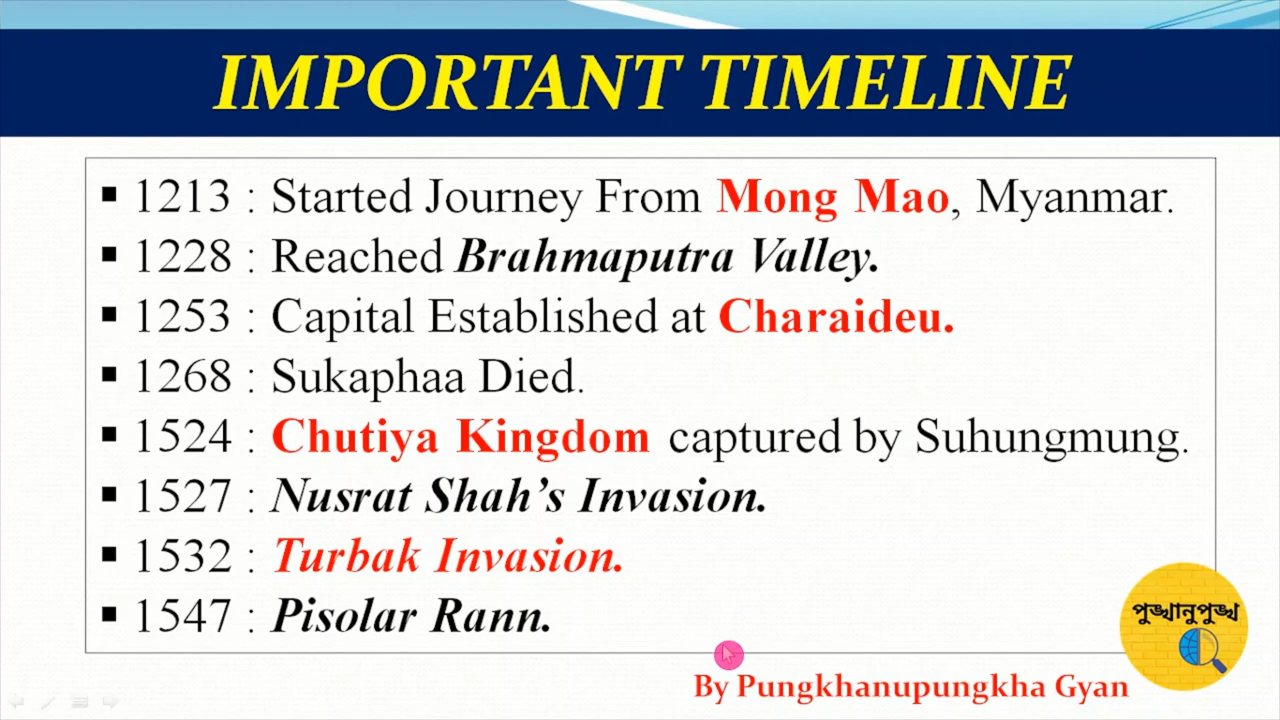 IMPORTANT TIMELINE
▪ 1213 : Started Journey From Mong Mao, Myanmar.
▪ 1228 : Reached Brahmaputra Valley.
▪ 1253 : Capital Established at Charaideu.
▪ 1268 : Sukaphaa Died.
▪ 1524 : Chutiya Kingdom captured by Suhungmung.
▪ 1527 : Nusrat Shah's Invasion.
▪ 1532 : Turbak Invasion.
▪ 1547 : Pisolar Rann.
পুঙ্খানুপুঙ্খ
By Pungkhanupungkha Gyan